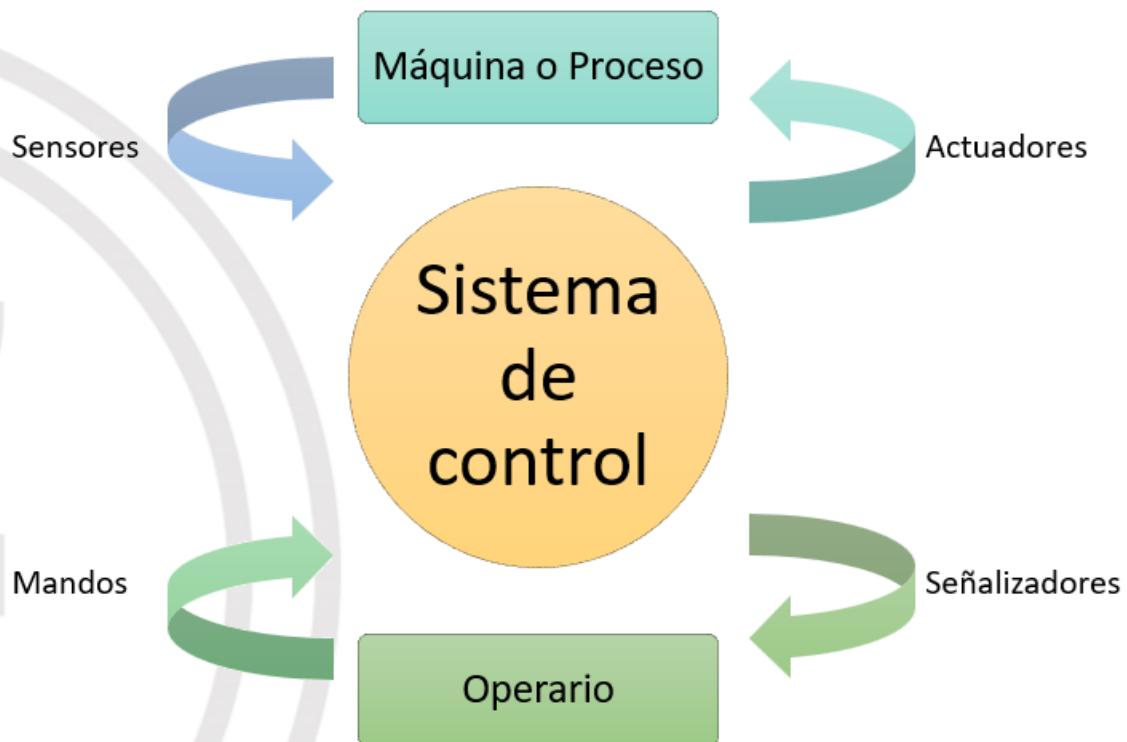 Máquina o Proceso
Sensores
Actuadores
Sistema
de
control
Mandos
Señalizadores
Operario